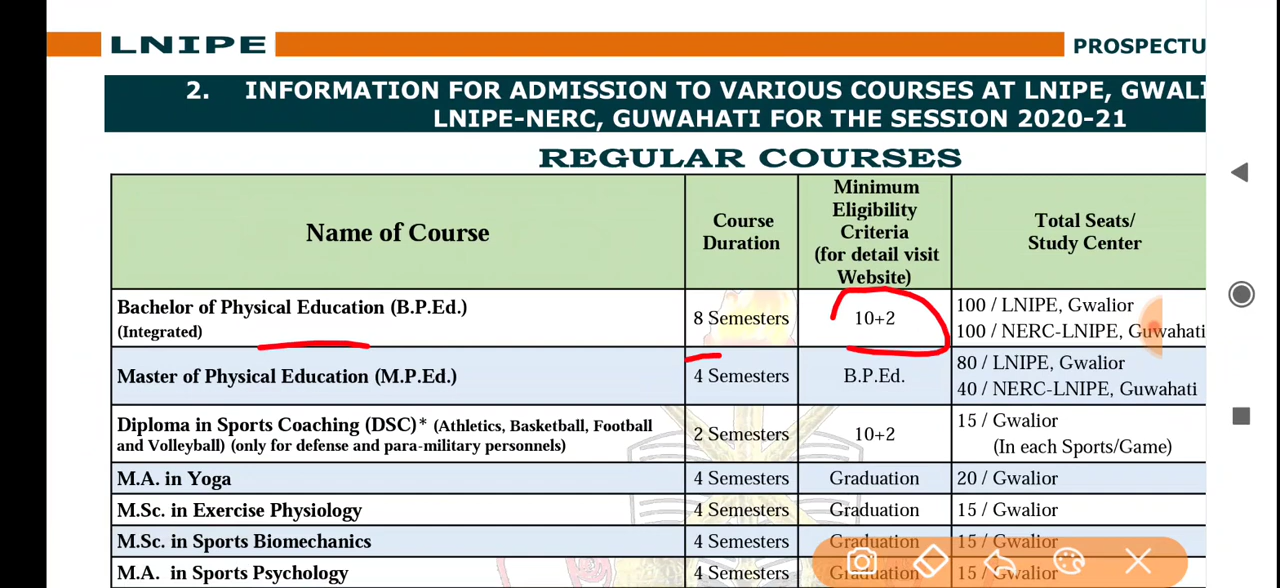 LNIPE
PROSPECTU
2. INFORMATION FOR ADMISSION TO VARIOUS COURSES AT LNIPE, GWALI
LNIPE-NERC, GUWAHATI FOR THE SESSION 2020-21
REGULAR COURSES
Name of Course
Course
Duration
Minimum
Eligibility
Criteria
(for detail visit
Website)
Total Seats/
Study Center
Bachelor of Physical Education (B.P.Ed.)
(Integrated)
8 Semesters
10+2
100 / LNIPE, Gwalior
100 / NERC-LNIPE, Guwahati
Master of Physical Education (M.P.Ed.)
4 Semesters
B.P.Ed.
80 / LNIPE, Gwalior
40 / NERC-LNIPE, Guwahati
Diploma in Sports Coaching (DSC)* (Athletics, Basketball, Football
and Volleyball) (only for defense and para-military personnels)
2 Semesters
10+2
15 / Gwalior
(In each Sports/Game)
M.A. in Yoga
4 Semesters
Graduation
20 / Gwalior
M.Sc. in Exercise Physiology
4 Semesters
Graduation
15 / Gwalior
M.Sc. in Sports Biomechanics
4 Semesters
Graduation
15 / Gwalior
M.A. in Sports Psychology
4 Semesters
Graduation
15 / Gwalior